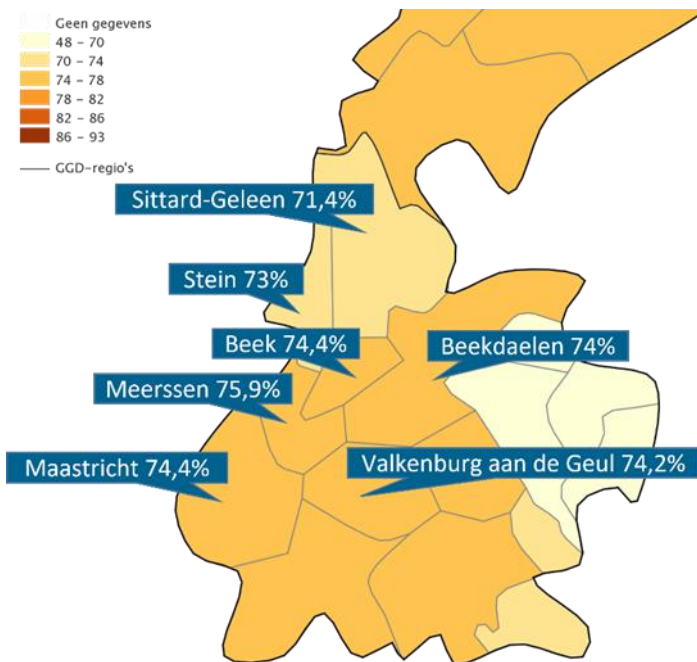 Geen gegevens
48 – 70
70 – 74
74 – 78
78 – 82
82 – 86
86 – 93
GGD-regio's
Sittard-Geleen 71,4%
Stein 73%
Beek 74,4%
Beekdaelen 74%
Meerssen 75,9%
Maastricht 74,4%
Valkenburg aan de Geul 74,2%